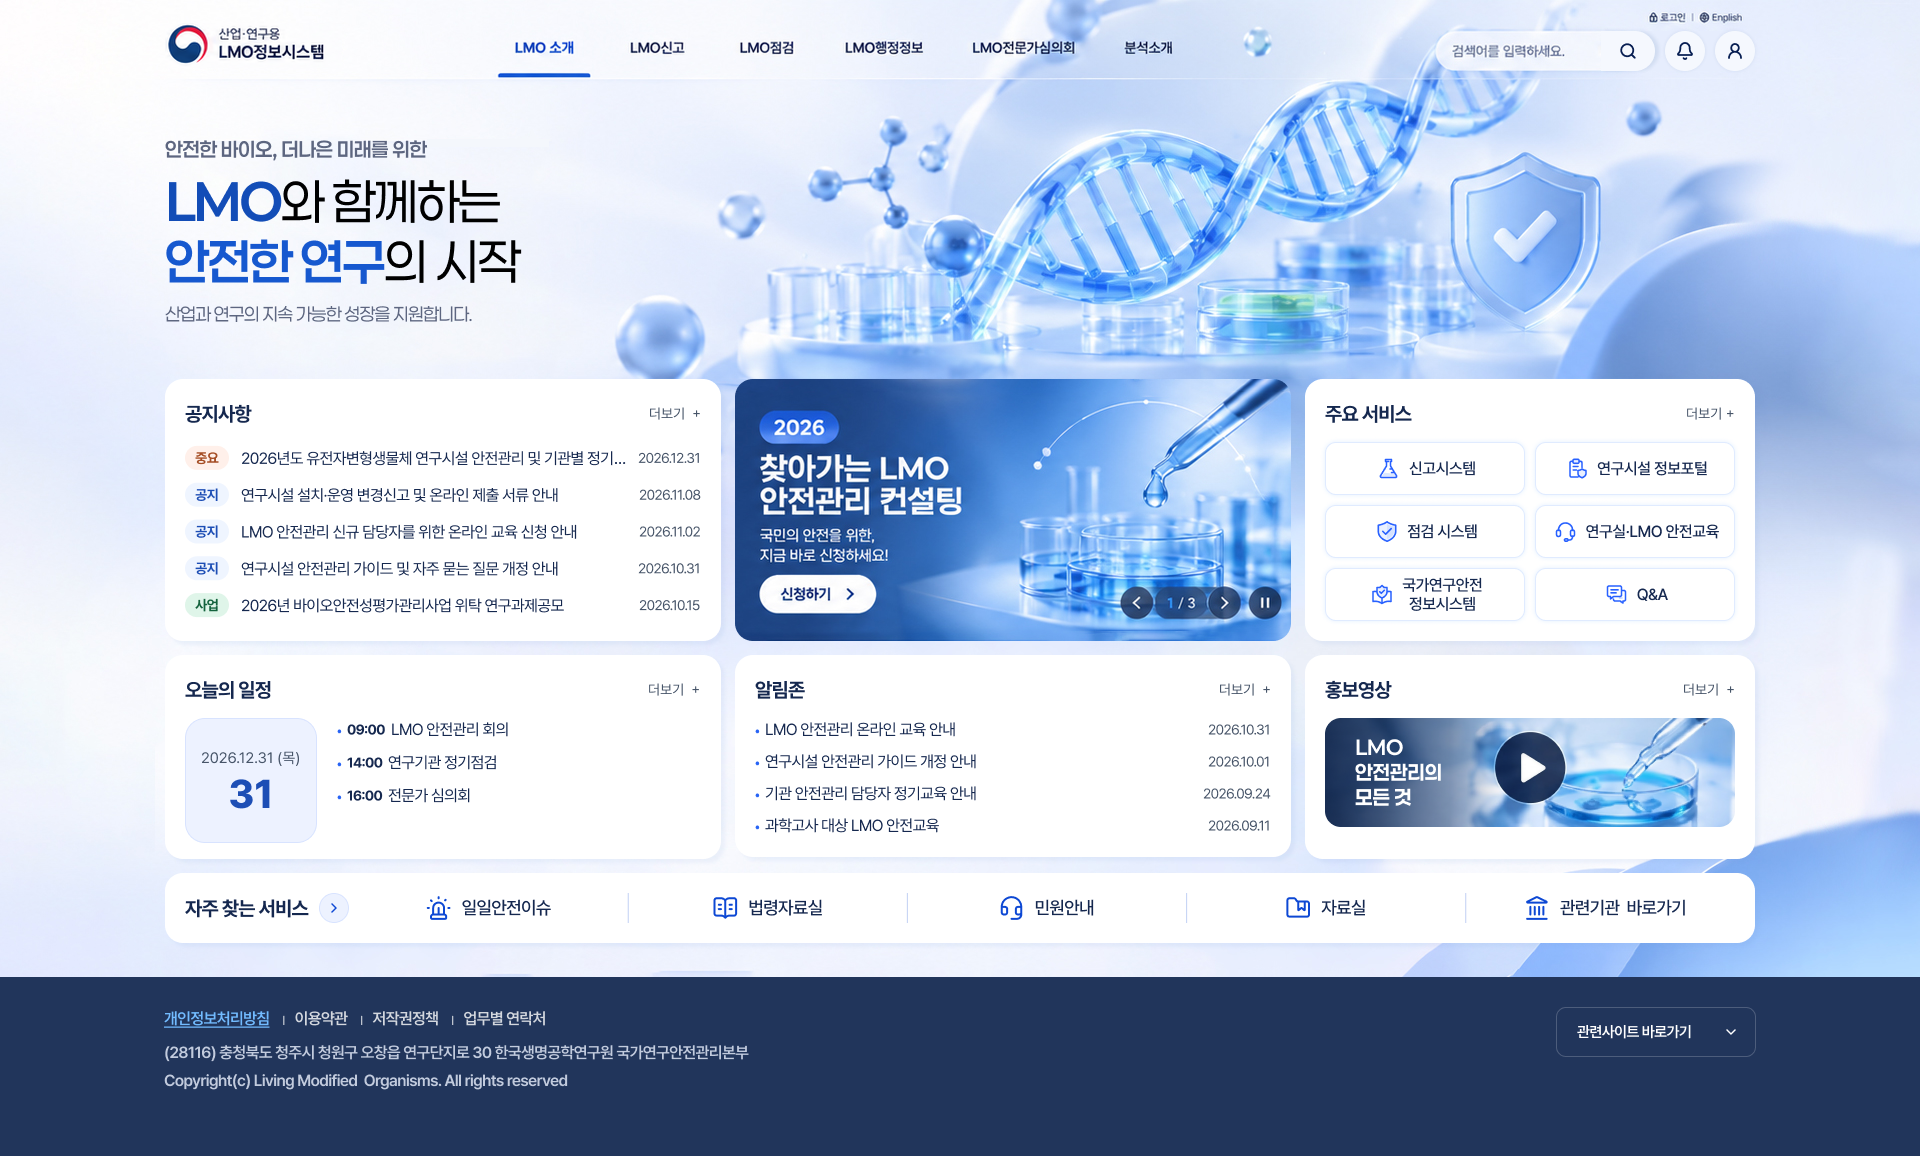 로그인
English
산업·연구용
LMO정보시스템
LMO 소개
LMO신고
LMO점검
LMO행정정보
LMO전문가심의회
분석소개
검색어를 입력하세요.
안전한 바이오, 더나은 미래를 위한
LMO와 함께하는
안전한 연구의 시작
산업과 연구의 지속 가능한 성장을 지원합니다.
공지사항
더보기 +
중요 2026년도 유전자변형생물체 연구시설 안전관리 및 기관별 정기... 2026.12.31
공지 연구시설 설치·운영 변경신고 및 온라인 제출 서류 안내 2026.11.08
공지 LMO 안전관리 신규 담당자를 위한 온라인 교육 신청 안내 2026.11.02
공지 연구시설 안전관리 가이드 및 자주 묻는 질문 개정 안내 2026.10.31
사업 2026년 바이오안전성평가관리사업 위탁 연구과제공모 2026.10.15
2026
찾아가는 LMO
안전관리 컨설팅
국민의 안전을 위한,
지금 바로 신청하세요!
신청하기
1 / 3
주요 서비스
더보기 +
신고시스템
연구시설 정보포털
점검 시스템
연구실·LMO 안전교육
국가연구안전
정보시스템
Q&A
오늘의 일정
더보기 +
2026.12.31 (목)
31
09:00 LMO 안전관리 회의
14:00 연구기관 정기점검
16:00 전문가 심의회
알림존
더보기 +
LMO 안전관리 온라인 교육 안내 2026.10.31
연구시설 안전관리 가이드 개정 안내 2026.10.01
기관 안전관리 담당자 정기교육 안내 2026.09.24
과학고사 대상 LMO 안전교육 2026.09.11
홍보영상
더보기 +
LMO
안전관리의
모든 것
자주 찾는 서비스
일일안전이슈
법령자료실
민원안내
자료실
관련기관 바로가기
개인정보처리방침
이용약관
저작권정책
업무별 연락처
관련사이트 바로가기
(28116) 충청북도 청주시 청원구 오창읍 연구단지로 30 한국생명공학연구원 국가연구안전관리본부
Copyright(c) Living Modified Organisms. All rights reserved